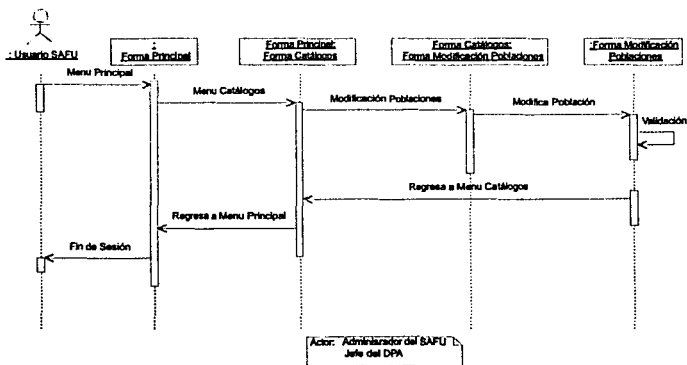 : Usuario SAFU
:
Forma Principal
Forma Principal:
Forma Catálogos
Forma Catálogos:
Forma Modificación Poblaciones
:Forma Modificación
Poblaciones
Menu Principal
Menu Catálogos
Modificación Poblaciones
Modifica Población
Validación
Regresa a Menu Catálogos
Regresa a Menu Principal
Fin de Sesión
Actor: Administrador del SAFU
Jefe del DPA